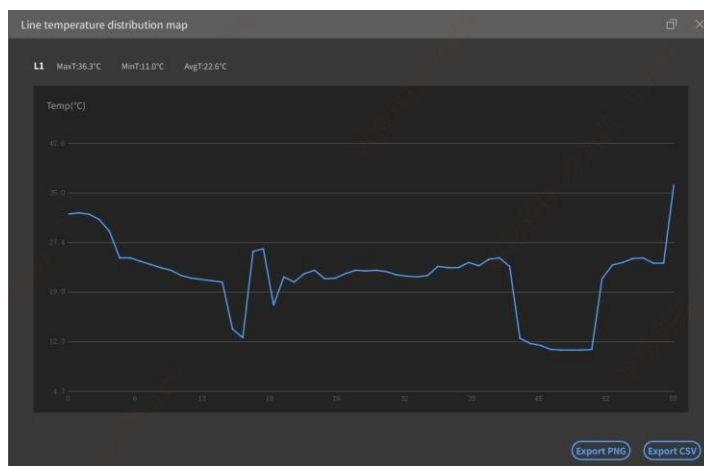 Line temperature distribution map
L1 MaxT:36.3°C MinT:11.0°C AvgT:22.6°C
Temp(°C)
42.6
35.0
27.4
19.9
12.3
4.7
0 6 13 19 26 32 39 45 52 59
Export PNG Export CSV